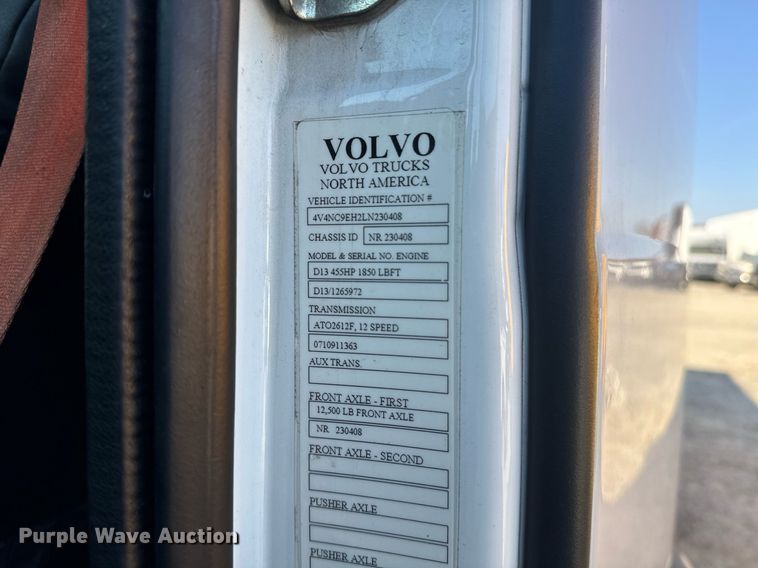 VOLVO
VOLVO TRUCKS
NORTH AMERICA
VEHICLE IDENTIFICATION #
4V4NC9EH2LN230408
CHASSIS ID NR 230408
MODEL & SERIAL NO. ENGINE
D13 455HP 1850 LBFT
D13/1265972
TRANSMISSION
ATO2612F, 12 SPEED
0710911363
AUX TRANS.
FRONT AXLE - FIRST
12,500 LB FRONT AXLE
NR 230408
FRONT AXLE - SECOND
PUSHER AXLE
PUSHER AXLE
Purple Wave Auction®